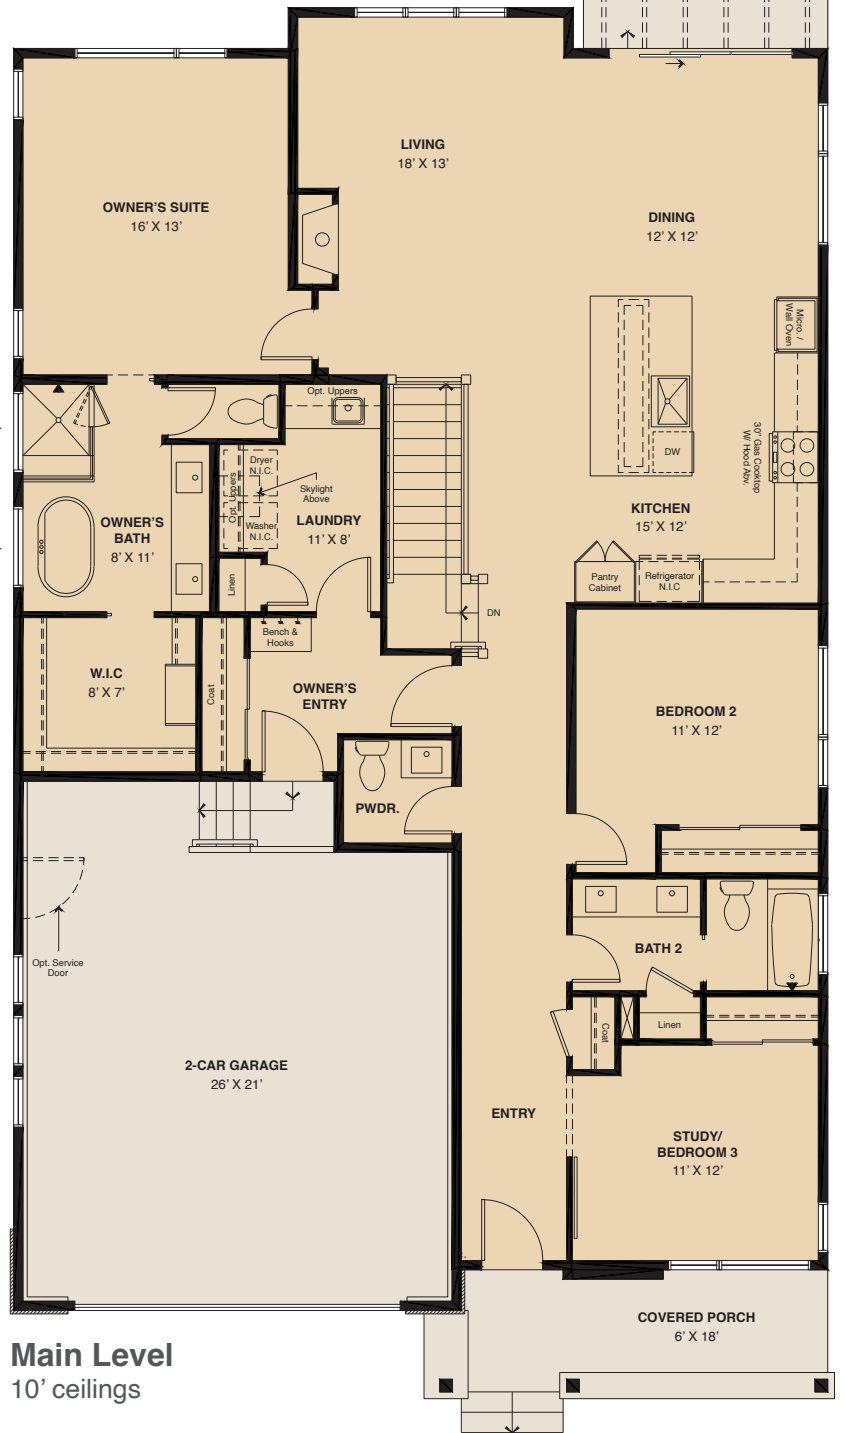 LIVING
18’ X 13’
OWNER’S SUITE
16’ X 13’
DINING
12’ X 12’
Micro. /
Wall Oven
Opt. Uppers
30" Gas Cooktop
W/ Hood Abv.
DW
Dryer
N.I.C.
Opt. Uppers
Skylight
Above
Washer
N.I.C.
LAUNDRY
11’ X 8’
OWNER’S
BATH
8’ X 11’
KITCHEN
15’ X 12’
Linen
Pantry
Cabinet
Refrigerator
N.I.C
DN
Bench &
Hooks
W.I.C
8’ X 7’
Coat
OWNER’S
ENTRY
BEDROOM 2
11’ X 12’
PWDR.
Opt. Service
Door
BATH 2
Coat
Linen
2-CAR GARAGE
26’ X 21’
ENTRY
STUDY/
BEDROOM 3
11’ X 12’
COVERED PORCH
6’ X 18’
Main Level
10’ ceilings